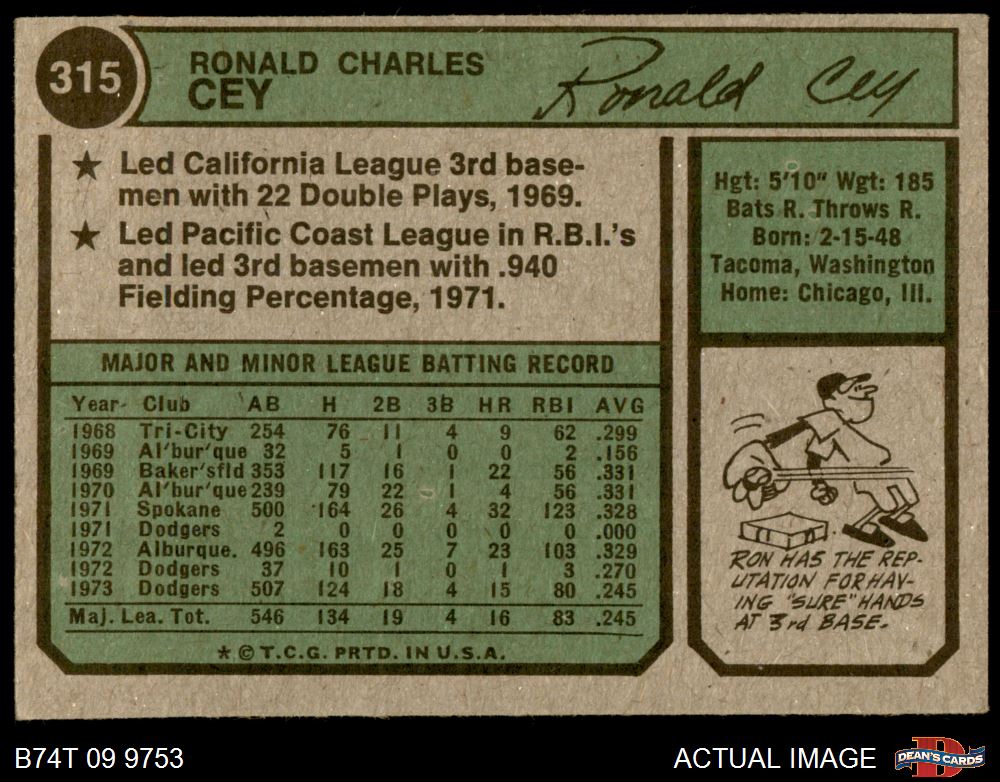 315
RONALD CHARLES
CEY
Ronald Cey
★ Led California League 3rd base-
men with 22 Double Plays, 1969.
★ Led Pacific Coast League in R.B.I.'s
and led 3rd basemen with .940
Fielding Percentage, 1971.
Hgt: 5'10" Wgt: 185
Bats R. Throws R.
Born: 2-15-48
Tacoma, Washington
Home: Chicago, Ill.
MAJOR AND MINOR LEAGUE BATTING RECORD
Year Club AB H 2B 3B HR RBI AVG
1968 Tri-City 254 76 11 4 9 62 .299
1969 Al'bur'que 32 5 1 0 0 2 .156
1969 Baker'sfld 353 117 16 1 22 56 .331
1970 Al'bur'que 239 79 22 1 4 56 .331
1971 Spokane 500 164 26 4 32 123 .328
1971 Dodgers 2 0 0 0 0 0 .000
1972 Alburque. 496 163 25 7 23 103 .329
1972 Dodgers 37 10 1 0 1 3 .270
1973 Dodgers 507 124 18 4 15 80 .245
Maj. Lea. Tot. 546 134 19 4 16 83 .245
★ © T.C.G. PRTD. IN U.S.A.
RON HAS THE REP-
UTATION FOR HAV-
ING "SURE" HANDS
AT 3rd BASE.
B74T 09 9753
ACTUAL IMAGE
D
DEAN'S CARDS